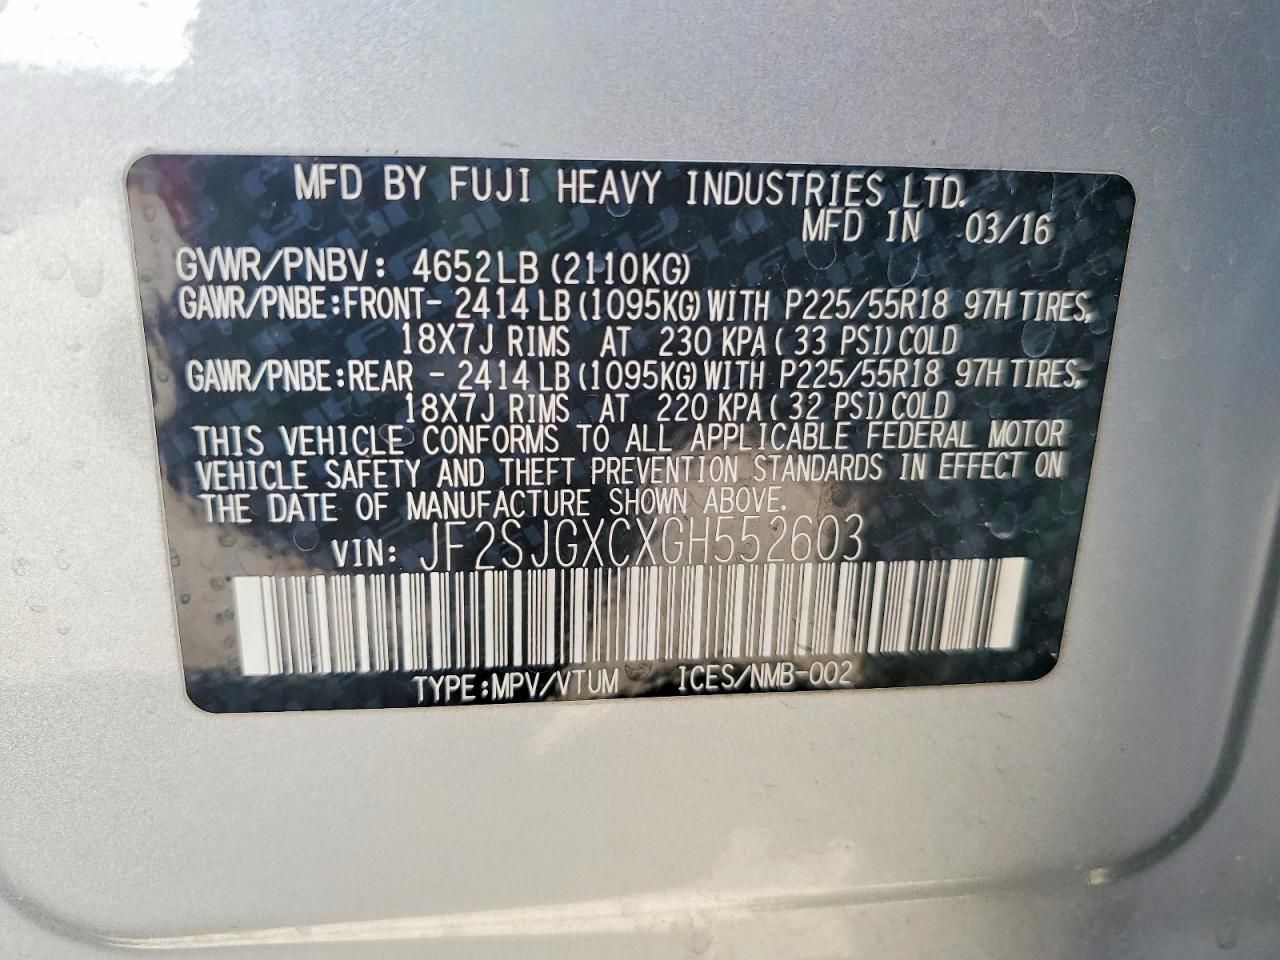 MFD BY FUJI HEAVY INDUSTRIES LTD.
MFD IN 03/16
GVWR/PNBV: 4652LB (2110KG)
GAWR/PNBE:FRONT- 2414 LB (1095KG) WITH P225/55R18 97H TIRES,
18X7J RIMS AT 230 KPA ( 33 PSI) COLD
GAWR/PNBE:REAR - 2414 LB (1095KG) WITH P225/55R18 97H TIRES,
18X7J RIMS AT 220 KPA ( 32 PSI) COLD
THIS VEHICLE CONFORMS TO ALL APPLICABLE FEDERAL MOTOR
VEHICLE SAFETY AND THEFT PREVENTION STANDARDS IN EFFECT ON
THE DATE OF MANUFACTURE SHOWN ABOVE.
VIN: JF2SJGXCXGH552603
TYPE:MPV/VTUM ICES/NMB-002